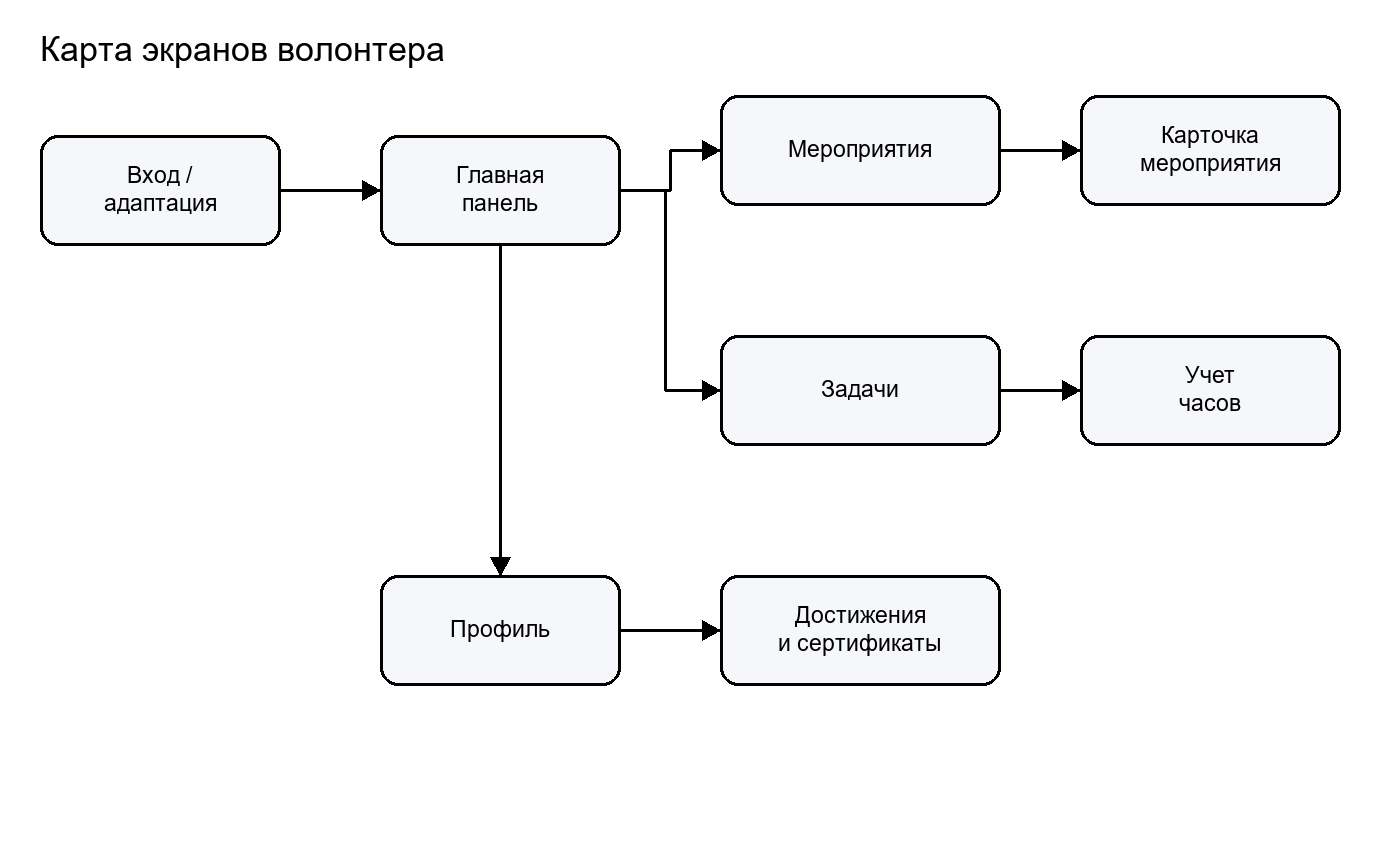 Карта экранов волонтера
Вход /
адаптация
Главная
панель
Мероприятия
Карточка
мероприятия
Задачи
Учет
часов
Профиль
Достижения
и сертификаты